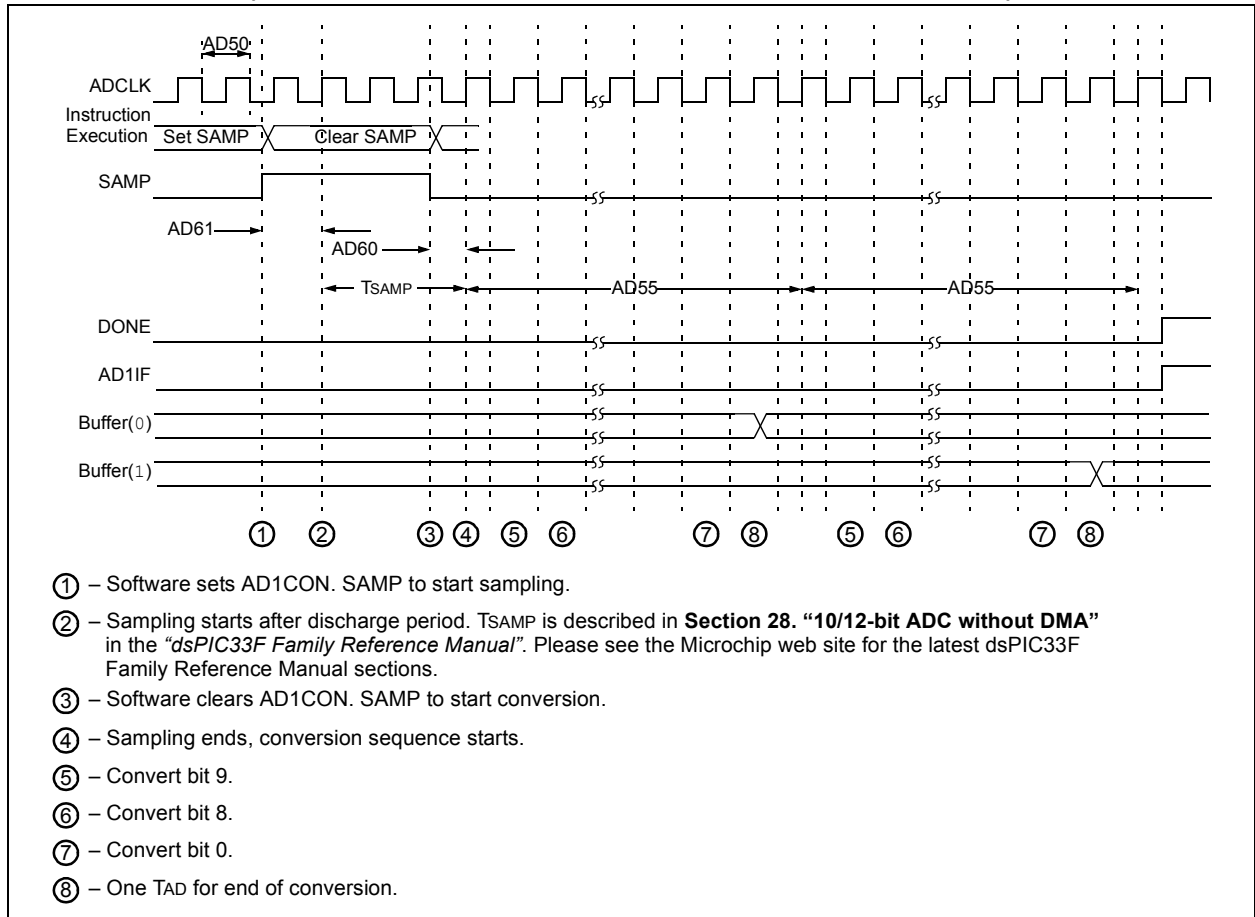 AD50
ADCLK
Instruction
Execution Set SAMP Clear SAMP
SAMP
AD61
AD60
TSAMP AD55 AD55
DONE
AD1IF
Buffer(0)
Buffer(1)
1 2 3 4 5 6 7 8 5 6 7 8
1 – Software sets AD1CON. SAMP to start sampling.
2 – Sampling starts after discharge period. TSAMP is described in Section 28. “10/12-bit ADC without DMA”
in the “dsPIC33F Family Reference Manual”. Please see the Microchip web site for the latest dsPIC33F
Family Reference Manual sections.
3 – Software clears AD1CON. SAMP to start conversion.
4 – Sampling ends, conversion sequence starts.
5 – Convert bit 9.
6 – Convert bit 8.
7 – Convert bit 0.
8 – One TAD for end of conversion.